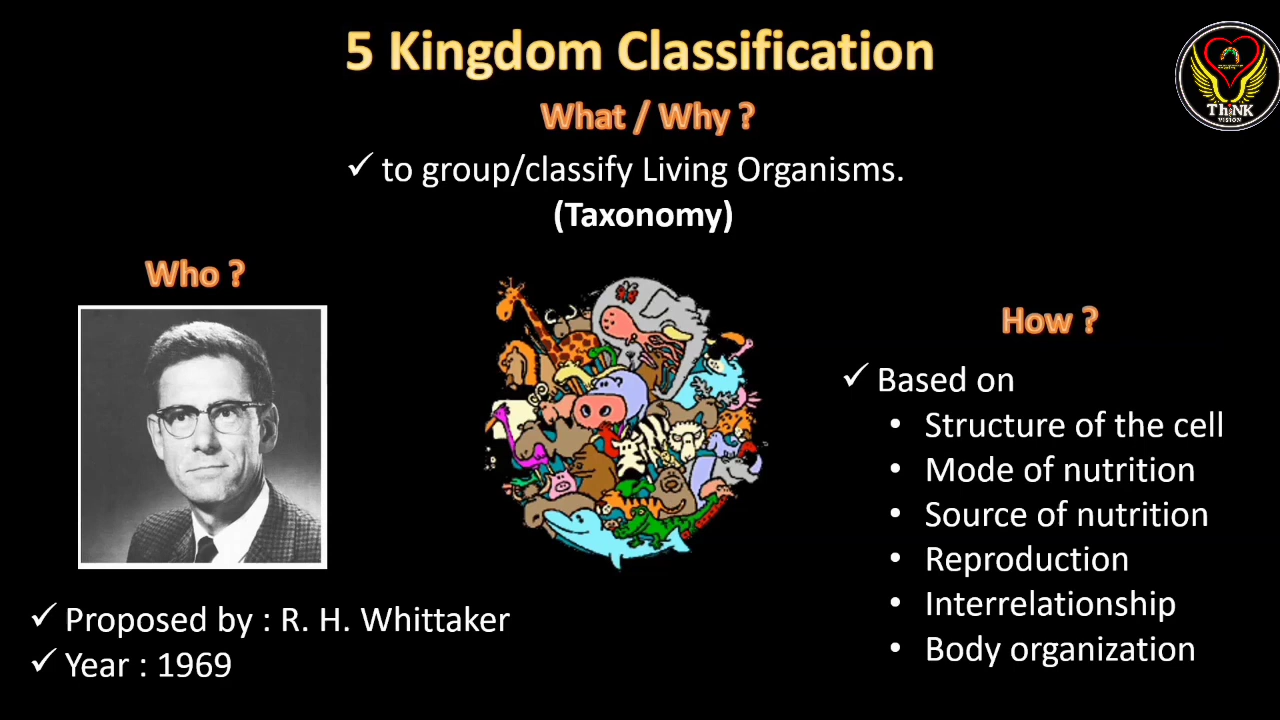 5 Kingdom Classification
What / Why ?
✓ to group/classify Living Organisms.
(Taxonomy)
Who ?
✓ Proposed by : R. H. Whittaker
✓ Year : 1969
How ?
✓ Based on
• Structure of the cell
• Mode of nutrition
• Source of nutrition
• Reproduction
• Interrelationship
• Body organization
ThiNK
VISION